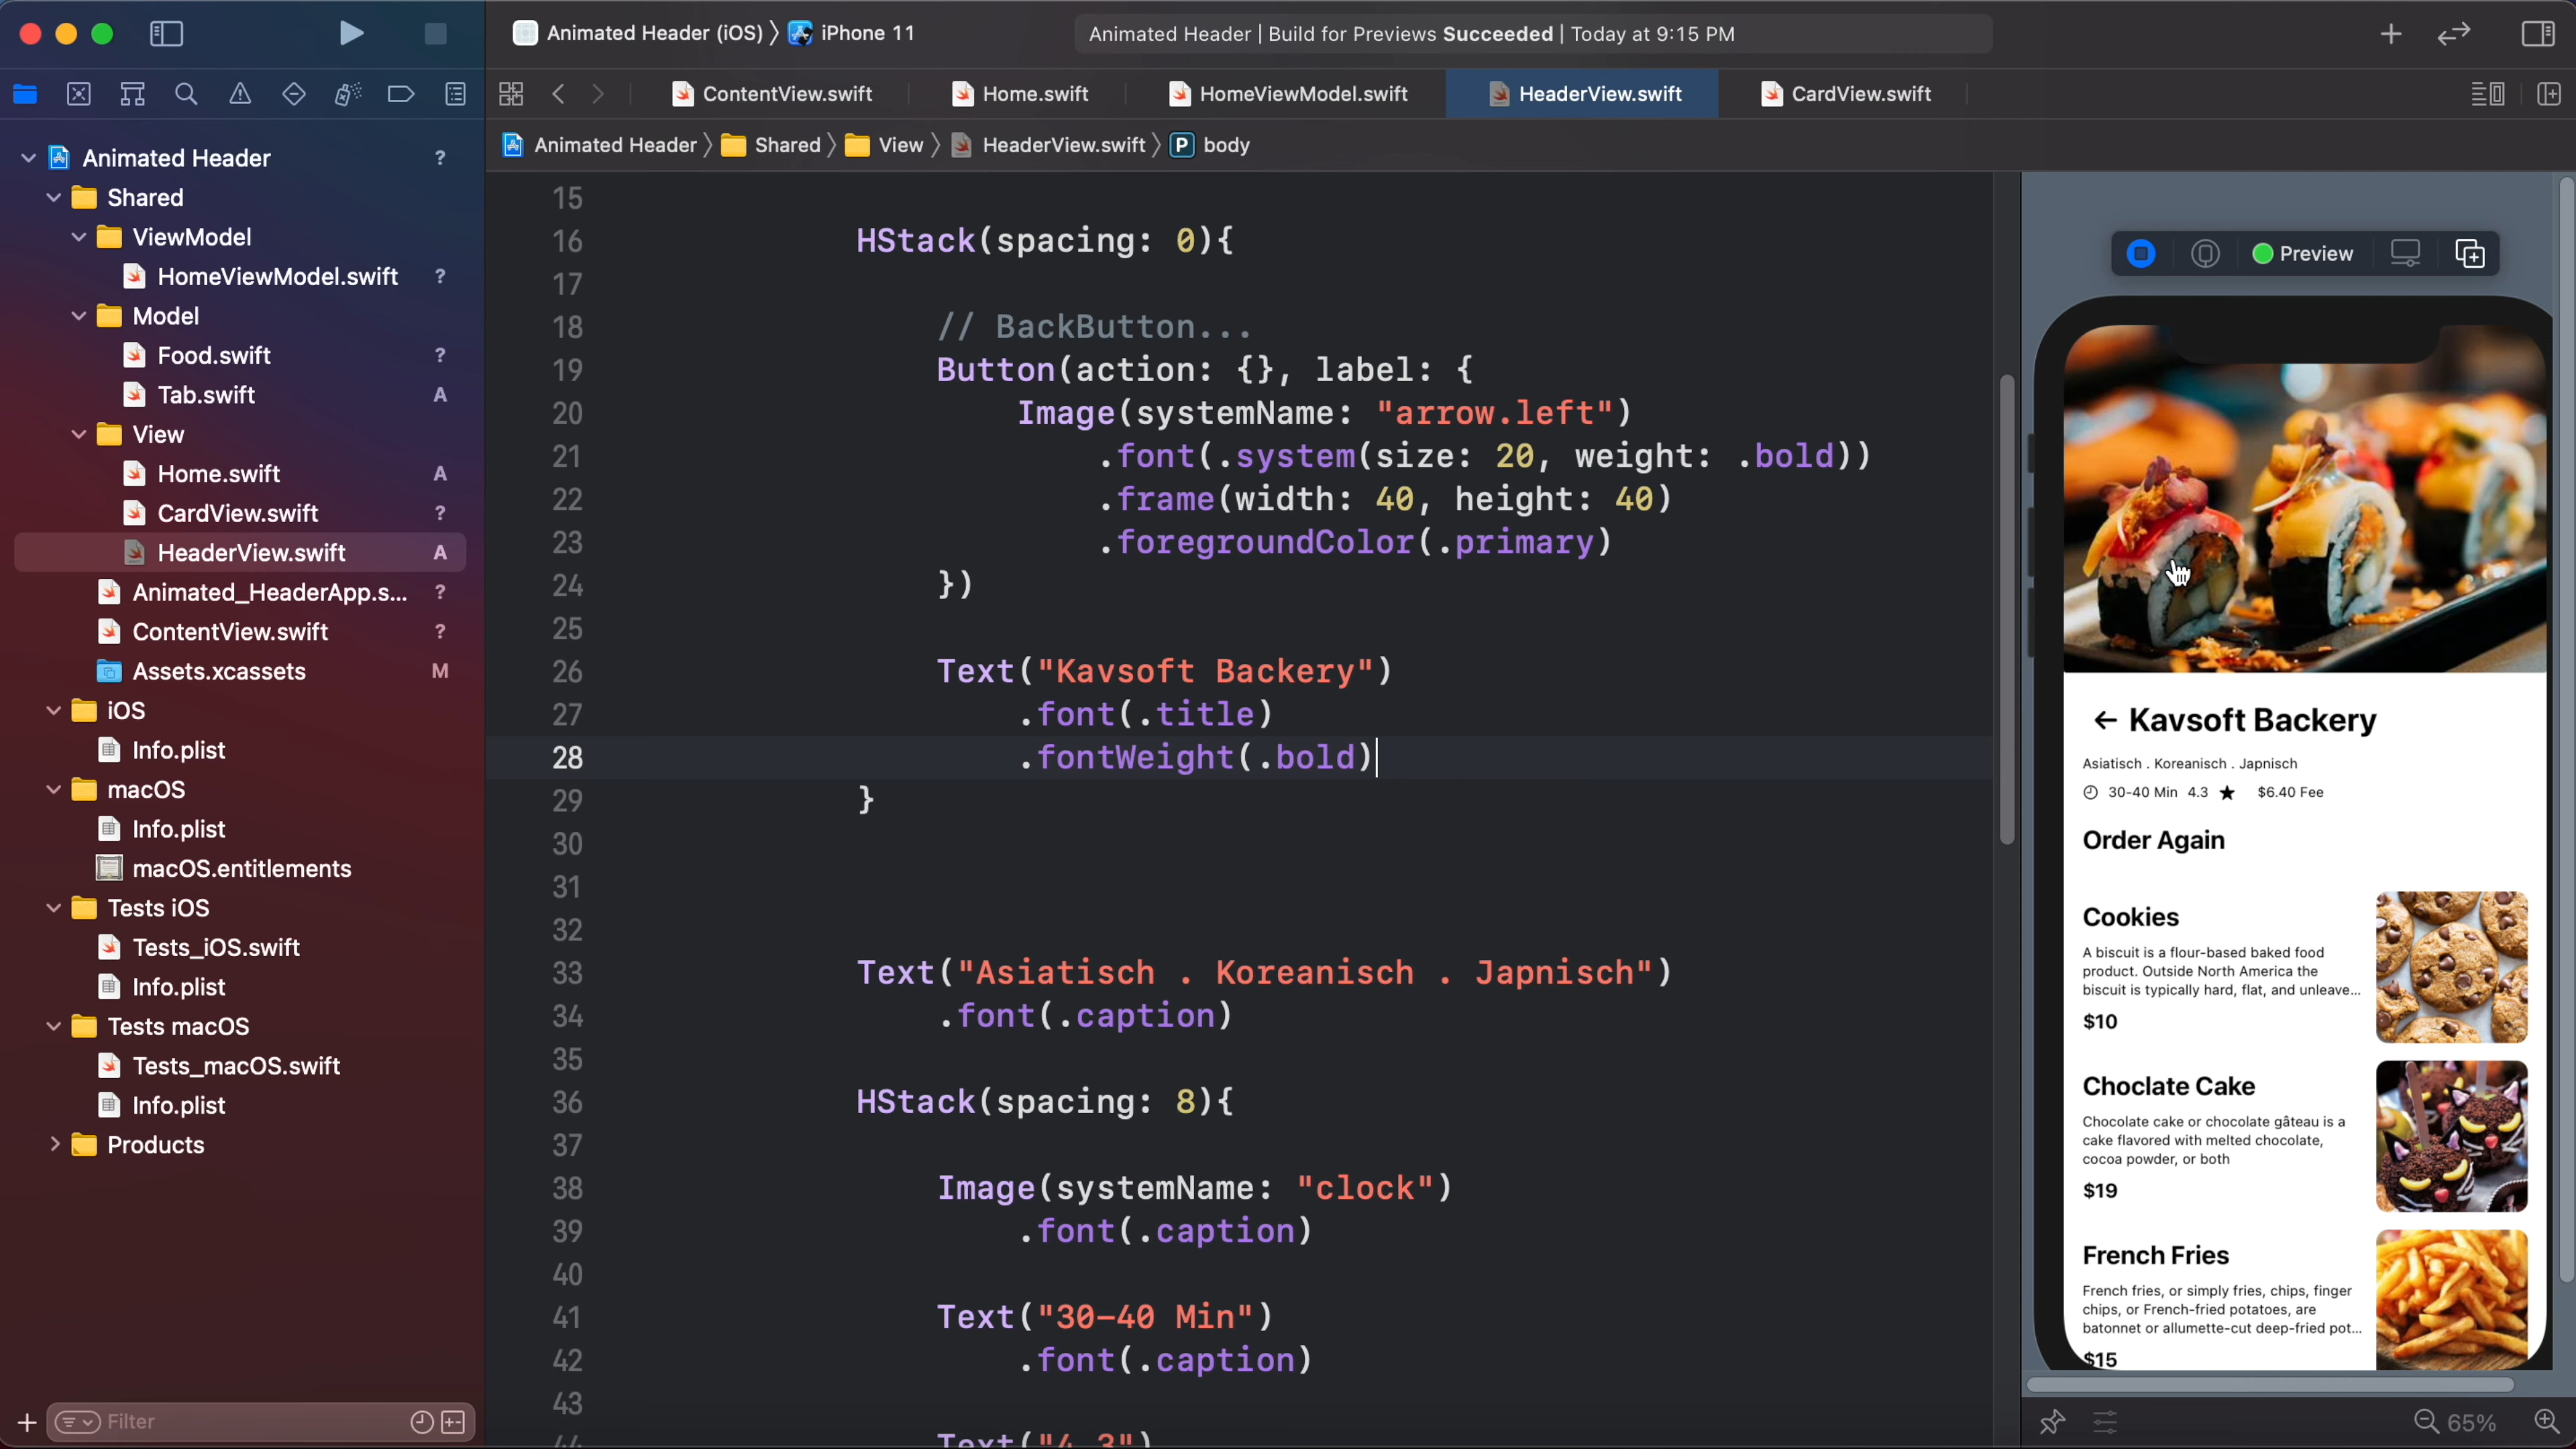 Animated Header (iOS) 〉 iPhone 11
Animated Header | Build for Previews Succeeded | Today at 9:15 PM
ContentView.swift
Home.swift
HomeViewModel.swift
HeaderView.swift
CardView.swift
Animated Header 〉 Shared 〉 View 〉 HeaderView.swift 〉 P body
Animated Header ?
Shared
ViewModel
HomeViewModel.swift ?
Model
Food.swift ?
Tab.swift A
View
Home.swift A
CardView.swift ?
HeaderView.swift A
Animated_HeaderApp.s... ?
ContentView.swift ?
Assets.xcassets M
iOS
Info.plist
macOS
Info.plist
macOS.entitlements
Tests iOS
Tests_iOS.swift
Info.plist
Tests macOS
Tests_macOS.swift
Info.plist
Products
Filter
15
16 HStack(spacing: 0){
17
18 // BackButton...
19 Button(action: {}, label: {
20 Image(systemName: "arrow.left")
21 .font(.system(size: 20, weight: .bold))
22 .frame(width: 40, height: 40)
23 .foregroundColor(.primary)
24 })
25
26 Text("Kavsoft Backery")
27 .font(.title)
28 .fontWeight(.bold)
29 }
30
31
32
33 Text("Asiatisch . Koreanisch . Japnisch")
34 .font(.caption)
35
36 HStack(spacing: 8){
37
38 Image(systemName: "clock")
39 .font(.caption)
40
41 Text("30-40 Min")
42 .font(.caption)
43
44 Text("4.3")
Preview
Kavsoft Backery
Asiatisch . Koreanisch . Japnisch
30-40 Min 4.3 ★ $6.40 Fee
Order Again
Cookies
A biscuit is a flour-based baked food
product. Outside North America the
biscuit is typically hard, flat, and unleave...
$10
Choclate Cake
Chocolate cake or chocolate gâteau is a
cake flavored with melted chocolate,
cocoa powder, or both
$19
French Fries
French fries, or simply fries, chips, finger
chips, or French-fried potatoes, are
batonnet or allumette-cut deep-fried pot...
$15
65%